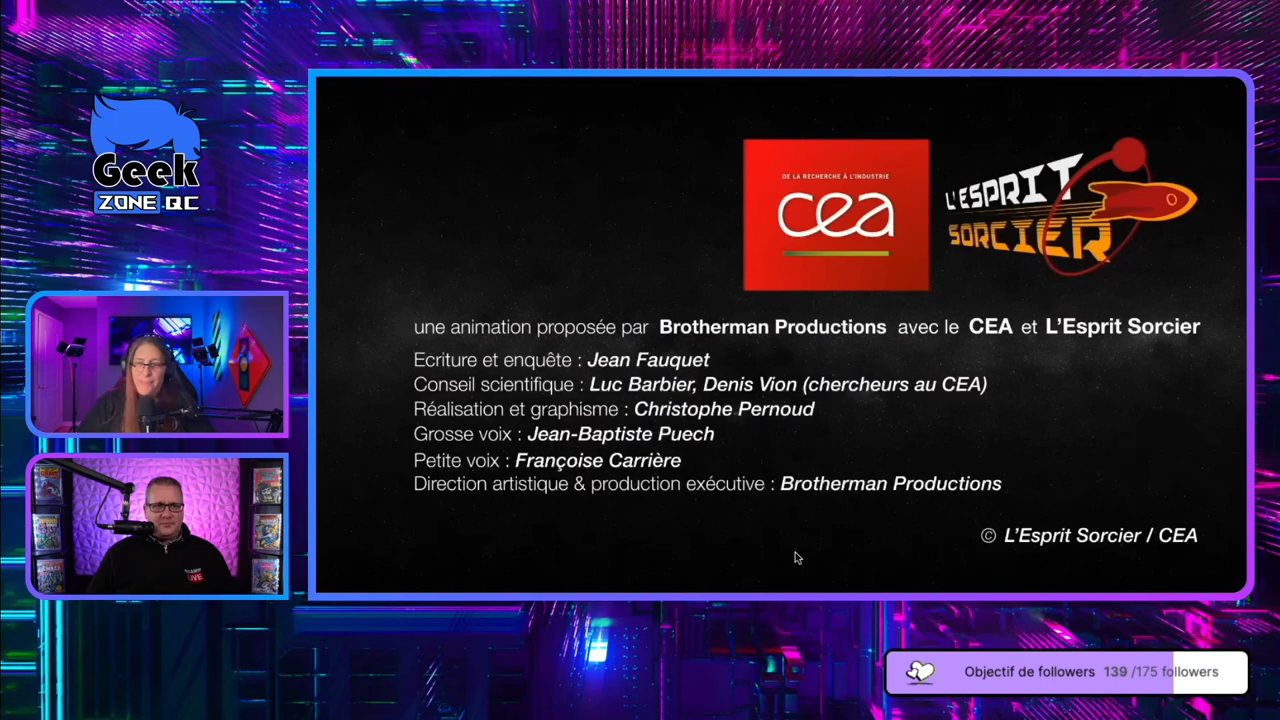 Geek
ZONE QC
DE LA RECHERCHE À L'INDUSTRIE
cea
L'ESPRIT
SORCIER
une animation proposée par Brotherman Productions avec le CEA et L'Esprit Sorcier
Ecriture et enquête : Jean Fauquet
Conseil scientifique : Luc Barbier, Denis Vion (chercheurs au CEA)
Réalisation et graphisme : Christophe Pernoud
Grosse voix : Jean-Baptiste Puech
Petite voix : Françoise Carrière
Direction artistique & production exécutive : Brotherman Productions
© L'Esprit Sorcier / CEA
LIVE
Objectif de followers 139 /175 followers